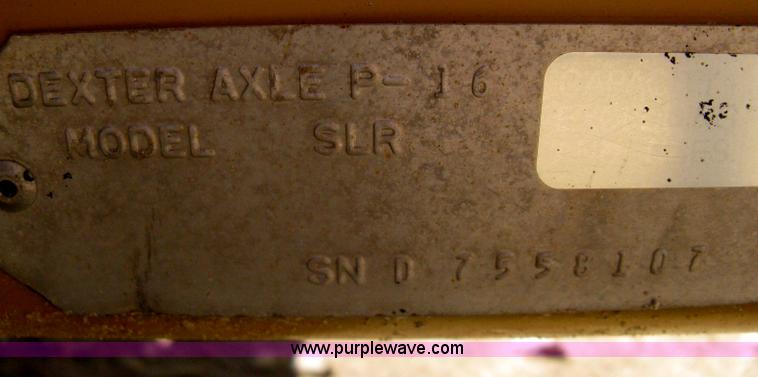 DEXTER AXLE P-16
MODEL SLR
SN D 7558107
www.purplewave.com